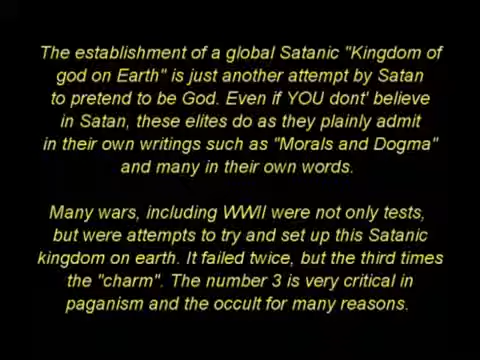 The establishment of a global Satanic "Kingdom of
god on Earth" is just another attempt by Satan
to pretend to be God. Even if YOU dont' believe
in Satan, these elites do as they plainly admit
in their own writings such as "Morals and Dogma"
and many in their own words.
Many wars, including WWII were not only tests,
but were attempts to try and set up this Satanic
kingdom on earth. It failed twice, but the third times
the "charm". The number 3 is very critical in
paganism and the occult for many reasons.